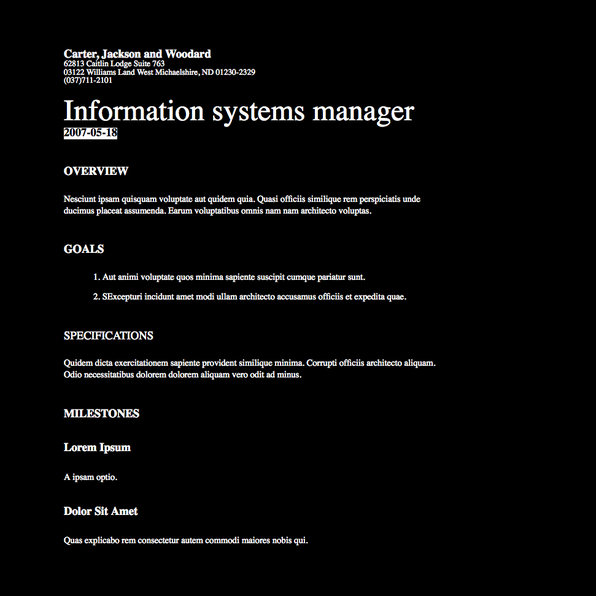 Carter, Jackson and Woodard
62813 Caitlin Lodge Suite 763
03122 Williams Land West Michaelshire, ND 01230-2329
(037)711-2101
Information systems manager
2007-05-18
OVERVIEW
Nesciunt ipsam quisquam voluptate aut quidem quia. Quasi officiis similique rem perspiciatis unde
ducimus placeat assumenda. Earum voluptatibus omnis nam nam architecto voluptas.
GOALS
1. Aut animi voluptate quos minima sapiente suscipit cumque pariatur sunt.
2. SExcepturi incidunt amet modi ullam architecto accusamus officiis et expedita quae.
SPECIFICATIONS
Quidem dicta exercitationem sapiente provident similique minima. Corrupti officiis architecto aliquam.
Odio necessitatibus dolorem dolorem aliquam vero odit ad minus.
MILESTONES
Lorem Ipsum
A ipsam optio.
Dolor Sit Amet
Quas explicabo rem consectetur autem commodi maiores nobis qui.